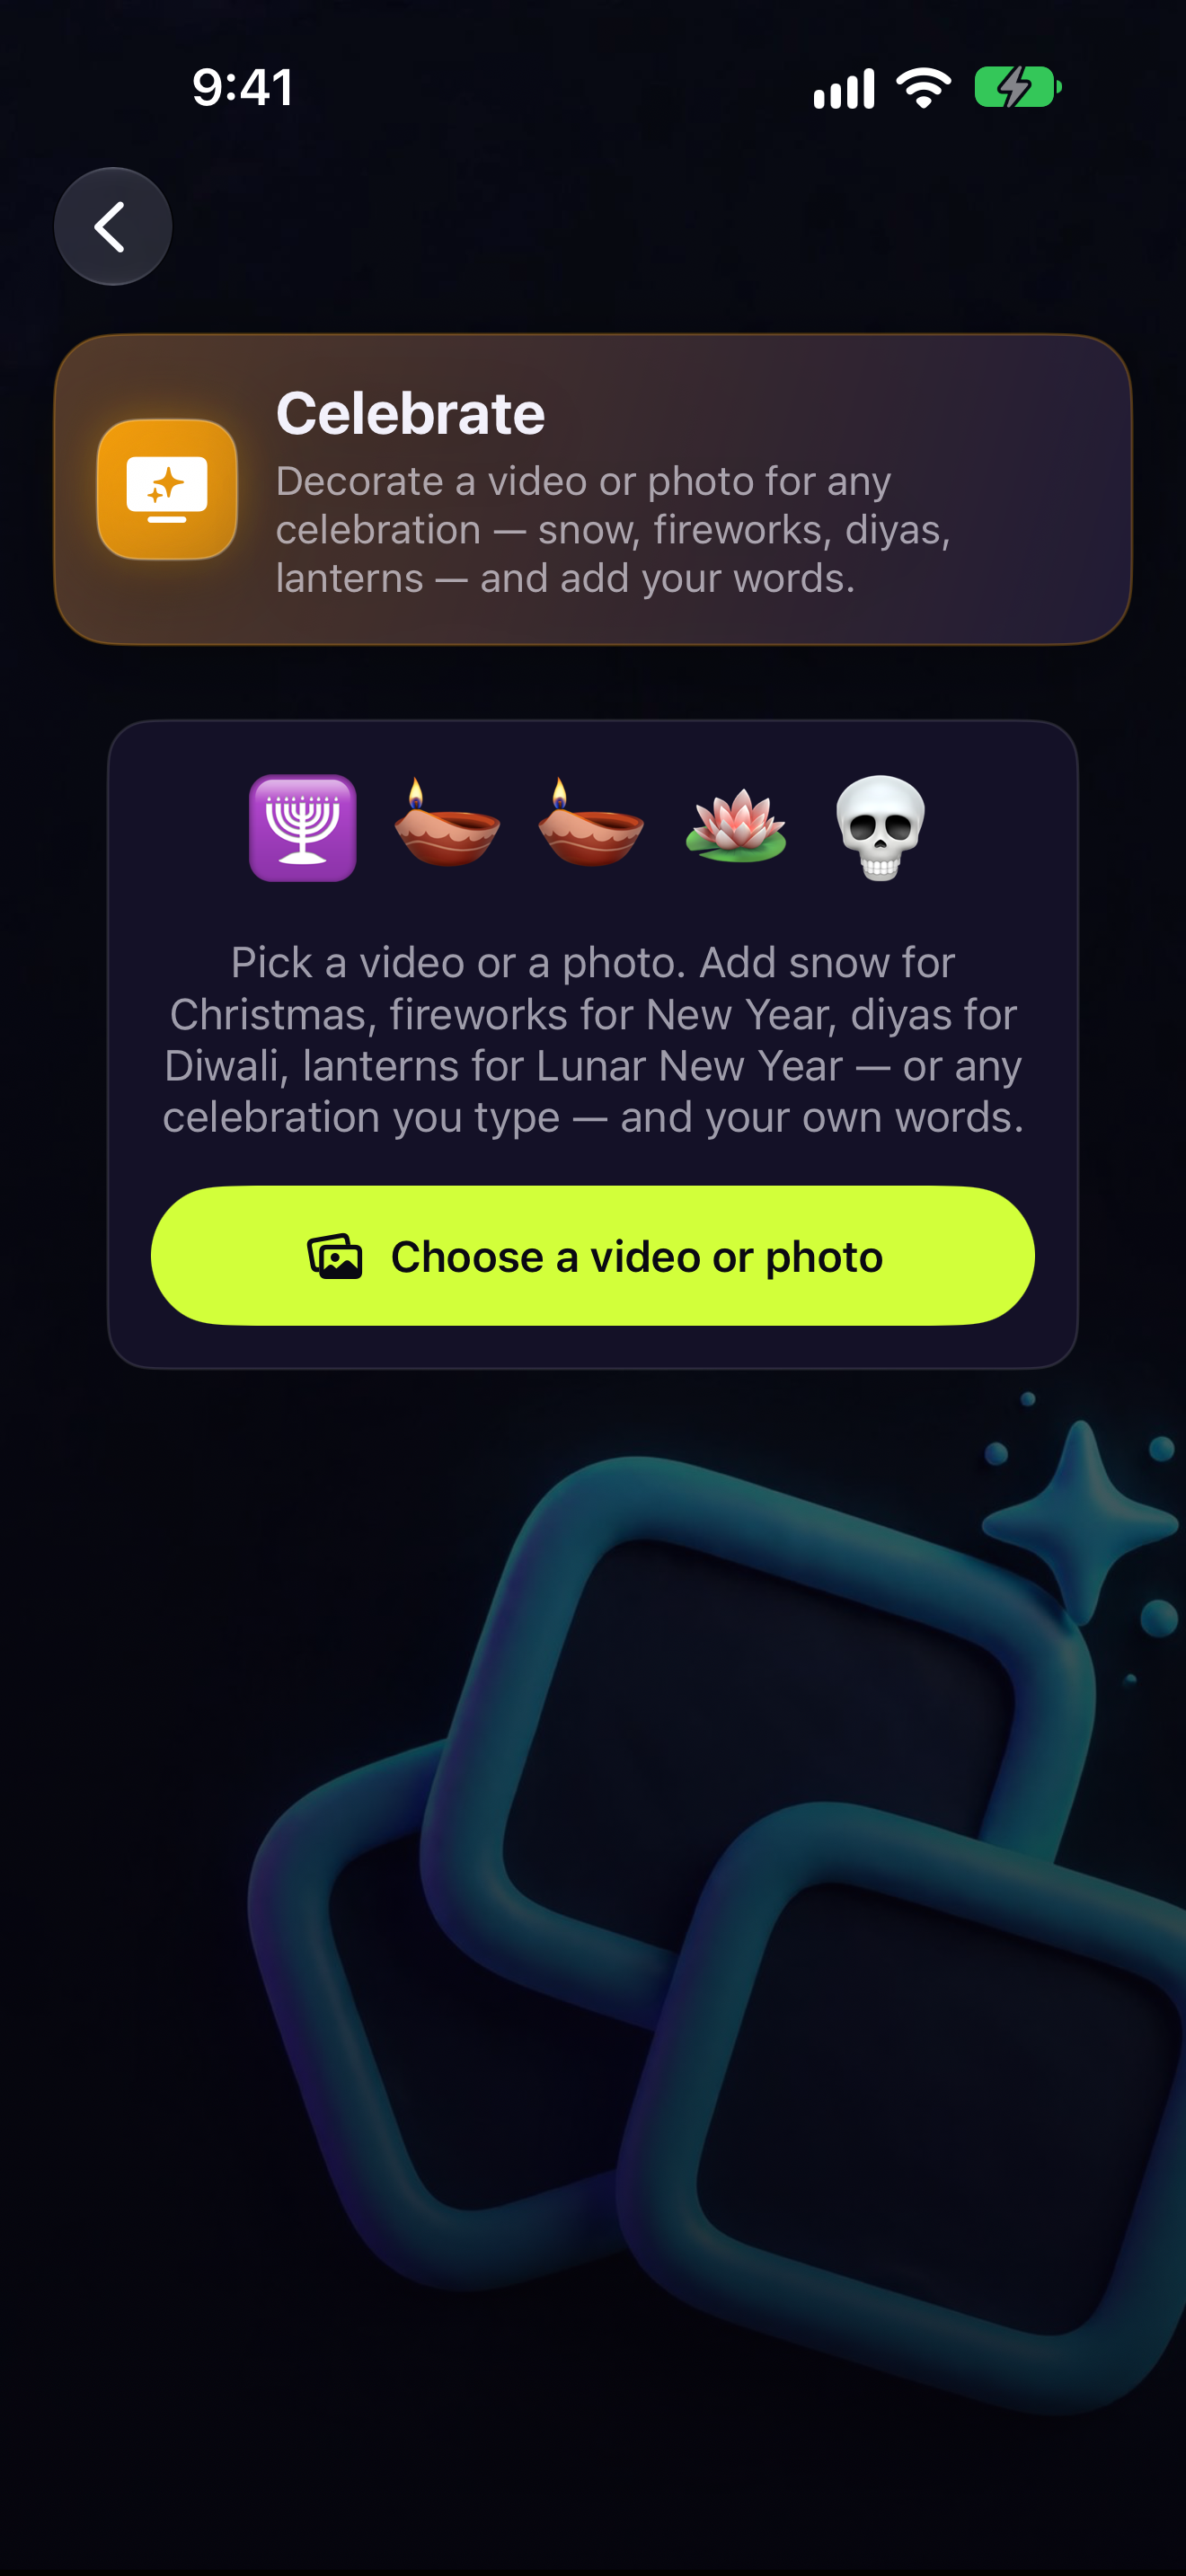 9:41
Celebrate
Decorate a video or photo for any
celebration — snow, fireworks, diyas,
lanterns — and add your words.
Pick a video or a photo. Add snow for
Christmas, fireworks for New Year, diyas for
Diwali, lanterns for Lunar New Year — or any
celebration you type — and your own words.
Choose a video or photo